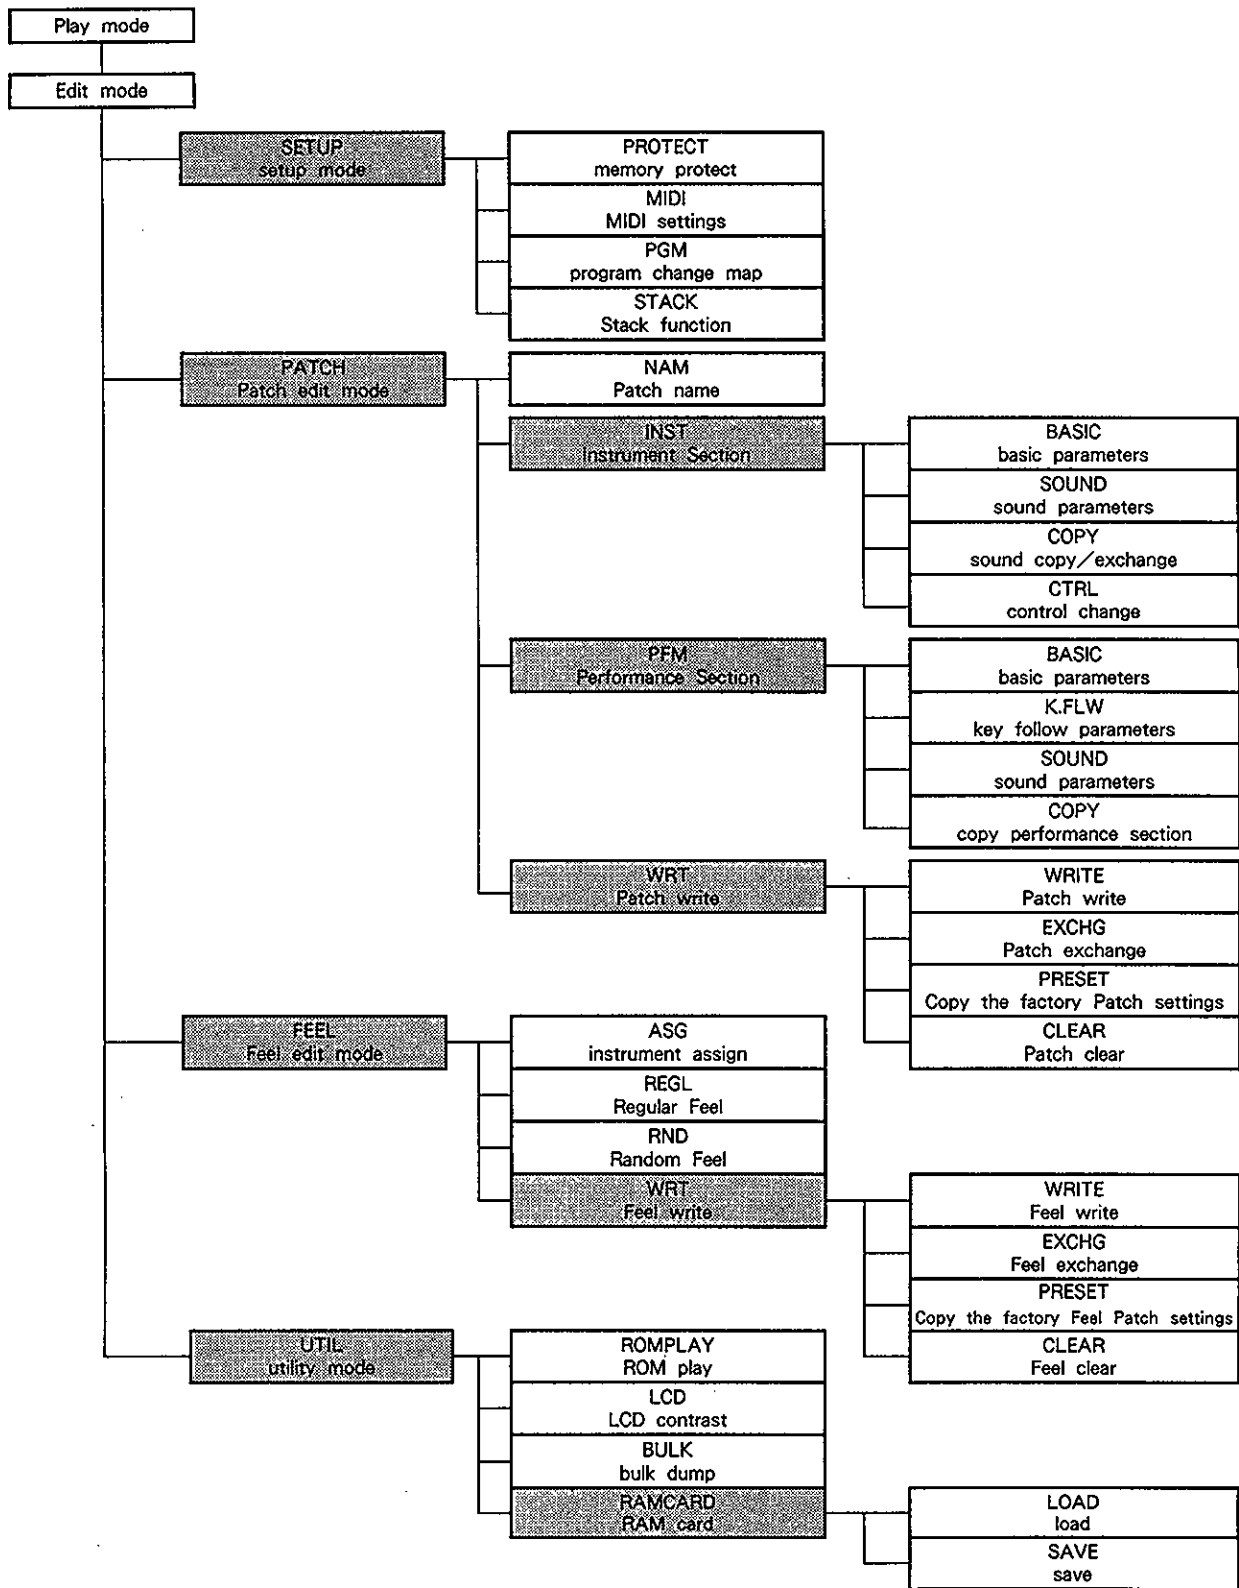 Play mode
Edit mode
SETUP
setup mode
PROTECT
memory protect
MIDI
MIDI settings
PGM
program change map
STACK
Stack function
PATCH
Patch edit mode
NAM
Patch name
INST
Instrument Section
BASIC
basic parameters
SOUND
sound parameters
COPY
sound copy／exchange
CTRL
control change
PFM
Performance Section
BASIC
basic parameters
K.FLW
key follow parameters
SOUND
sound parameters
COPY
copy performance section
WRT
Patch write
WRITE
Patch write
EXCHG
Patch exchange
PRESET
Copy the factory Patch settings
CLEAR
Patch clear
FEEL
Feel edit mode
ASG
instrument assign
REGL
Regular Feel
RND
Random Feel
WRT
Feel write
WRITE
Feel write
EXCHG
Feel exchange
PRESET
Copy the factory Feel Patch settings
CLEAR
Feel clear
UTIL
utility mode
ROMPLAY
ROM play
LCD
LCD contrast
BULK
bulk dump
RAMCARD
RAM card
LOAD
load
SAVE
save